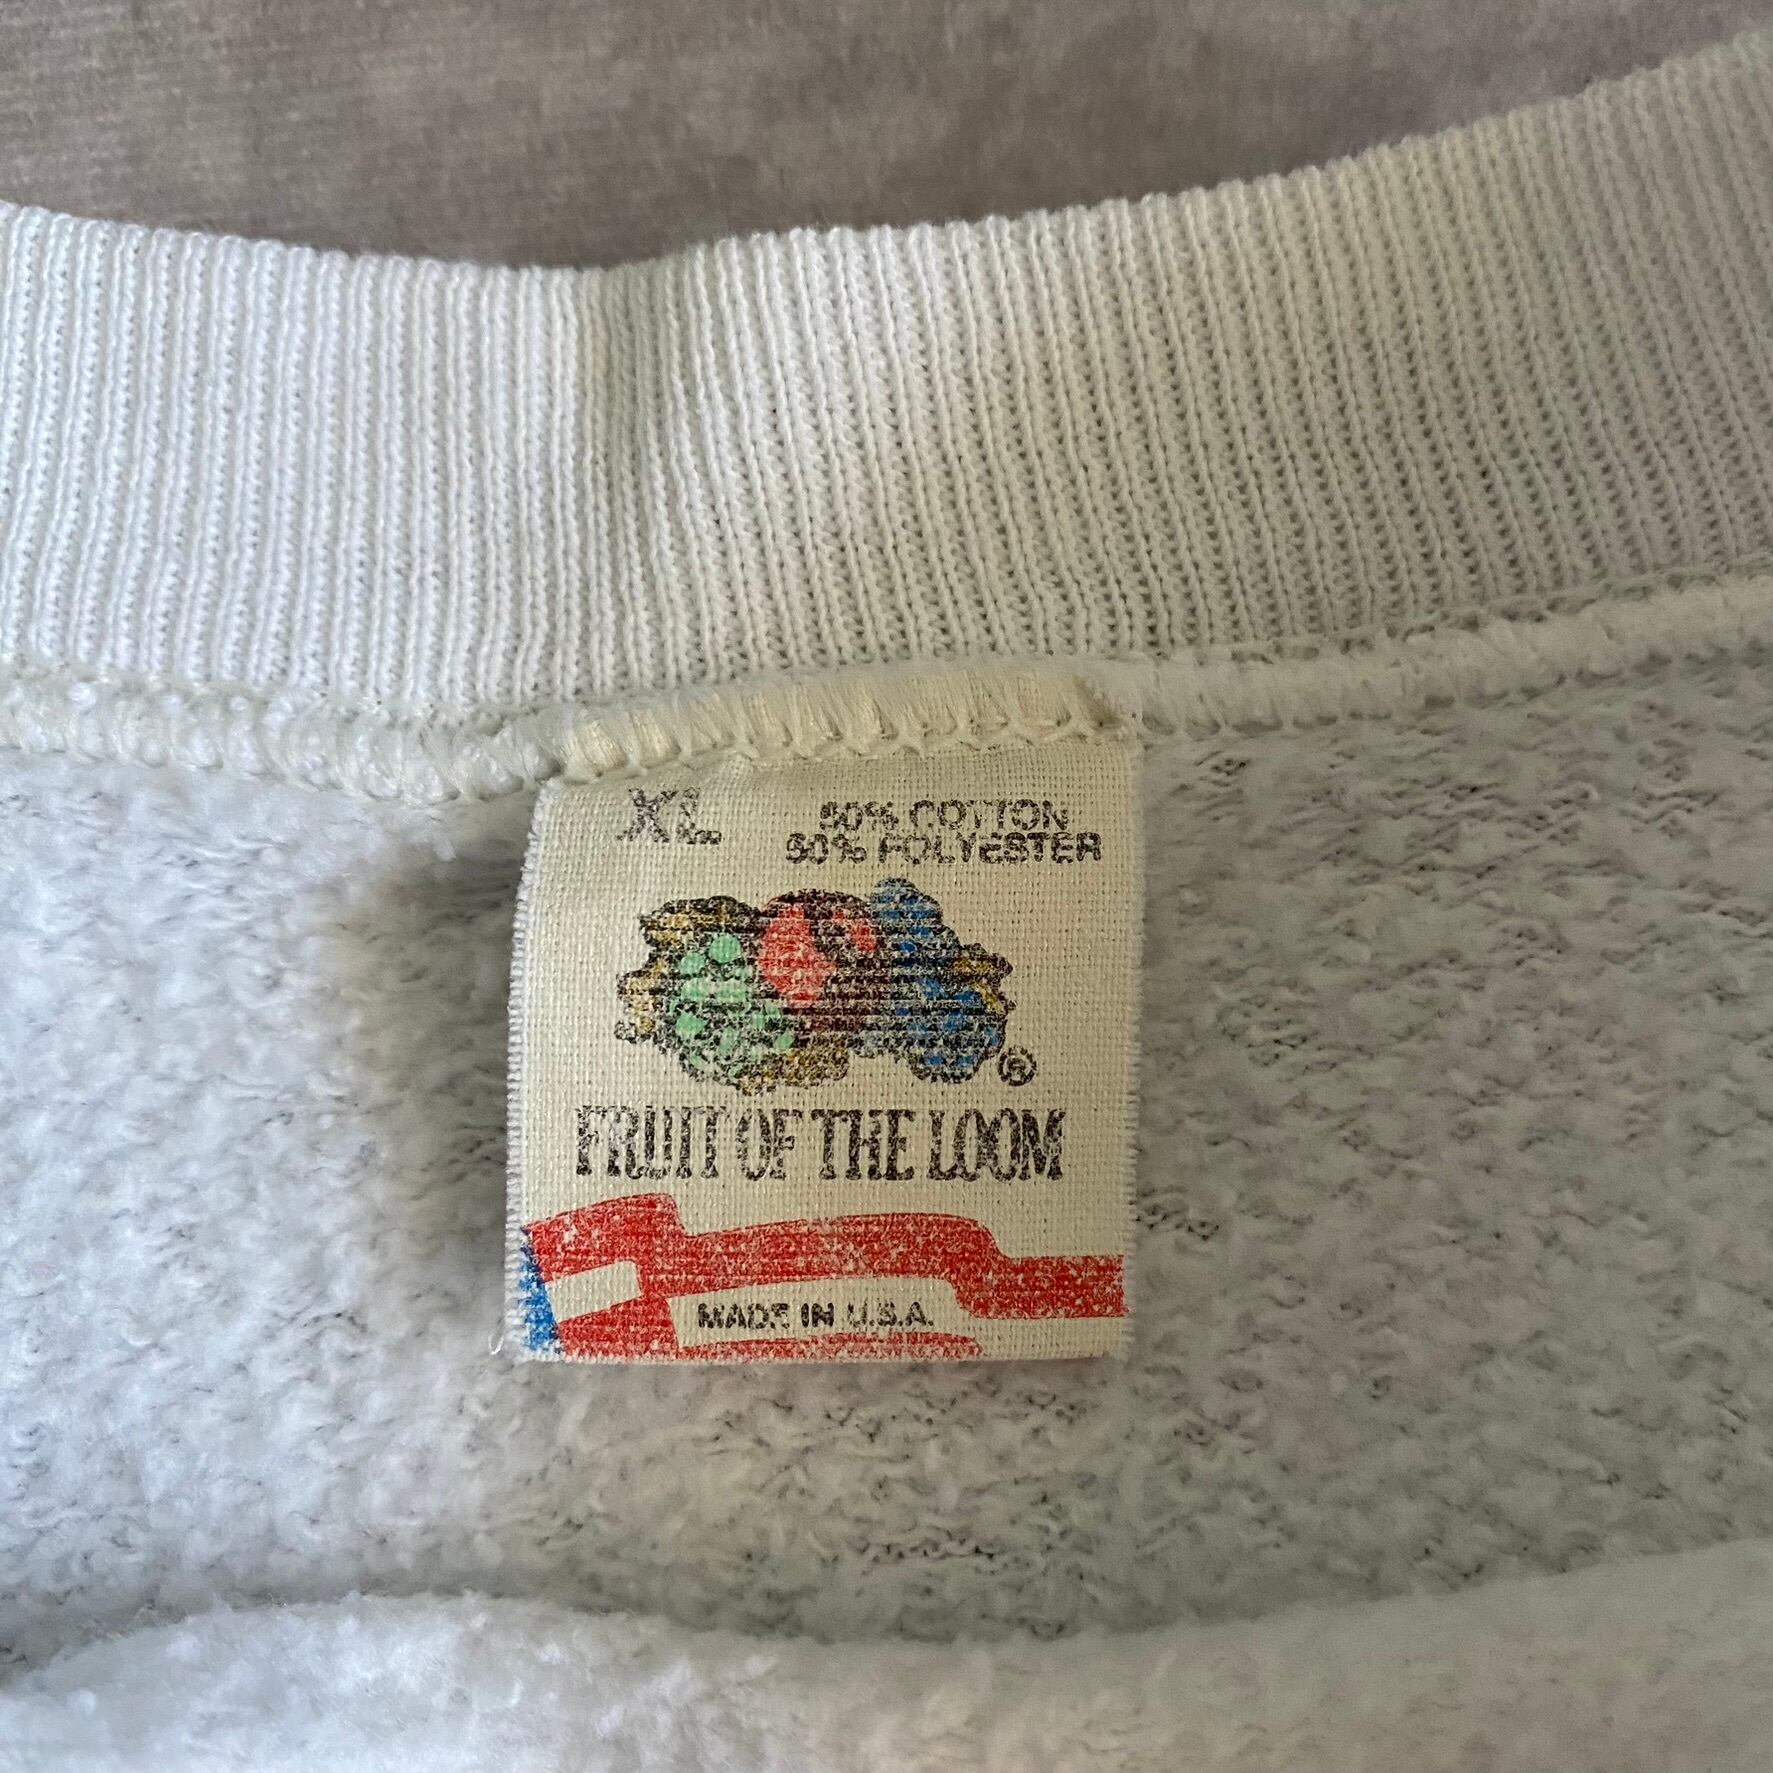 XL
50% COTTON
50% POLYESTER
®
FRUIT OF THE LOOM
MADE IN U.S.A.